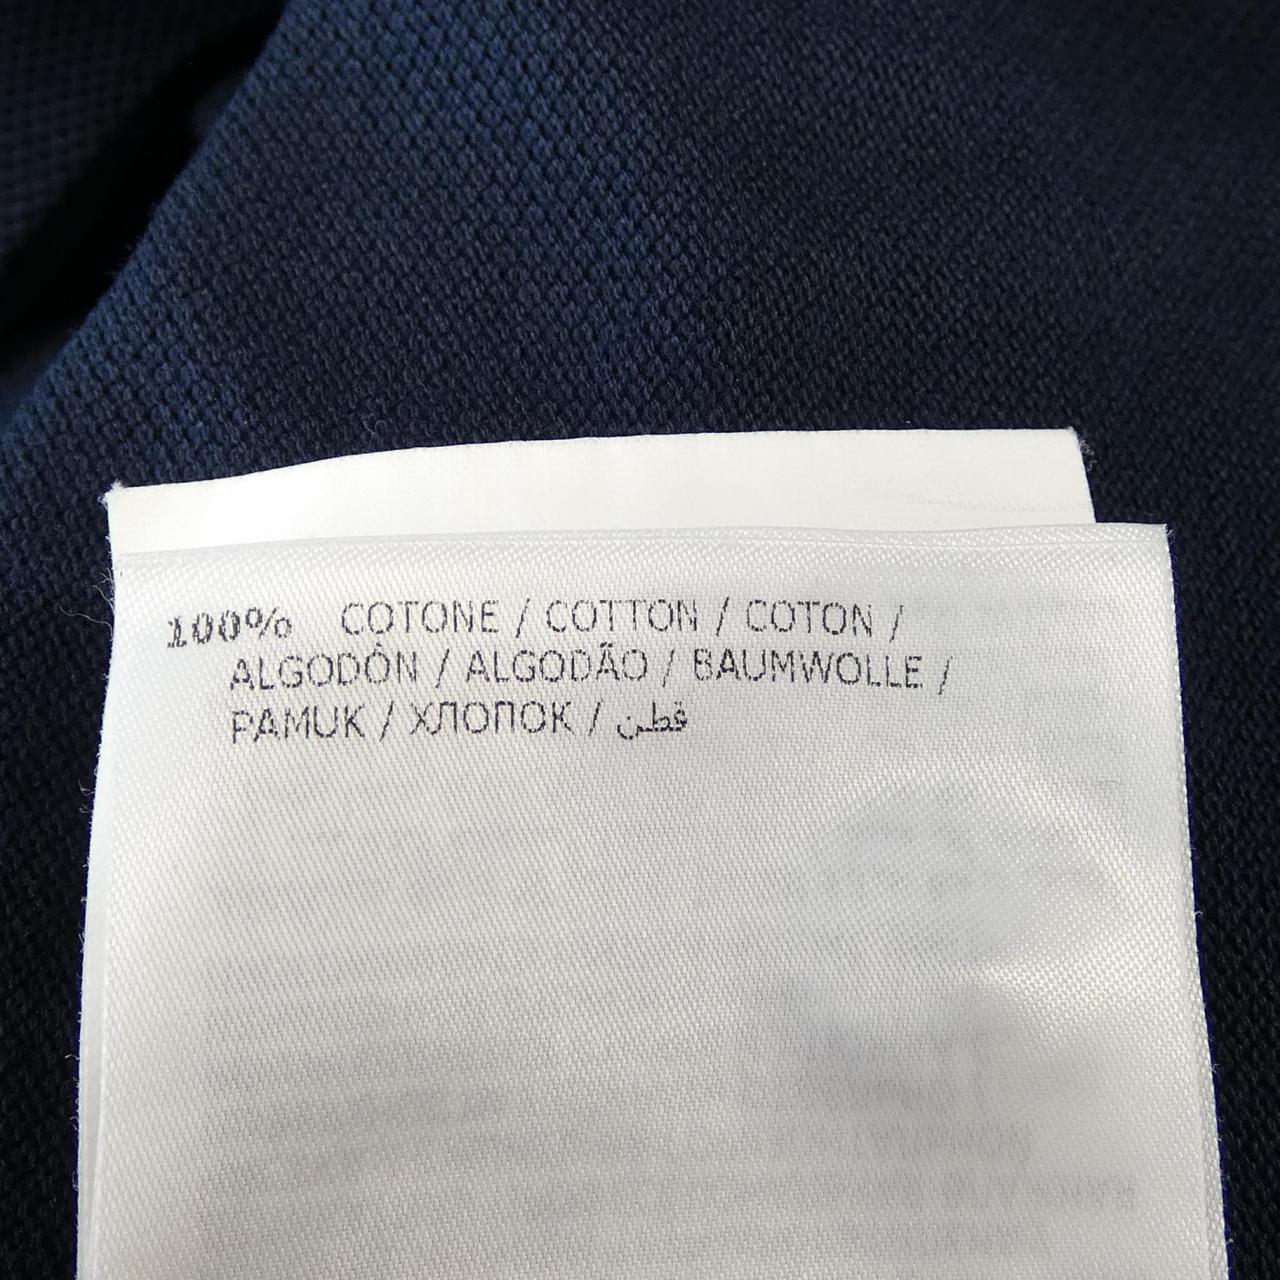 100% COTONE / COTTON / COTON /
ALGODÓN / ALGODÃO / BAUMWOLLE /
PAMUK / ХЛОПОК / قطن